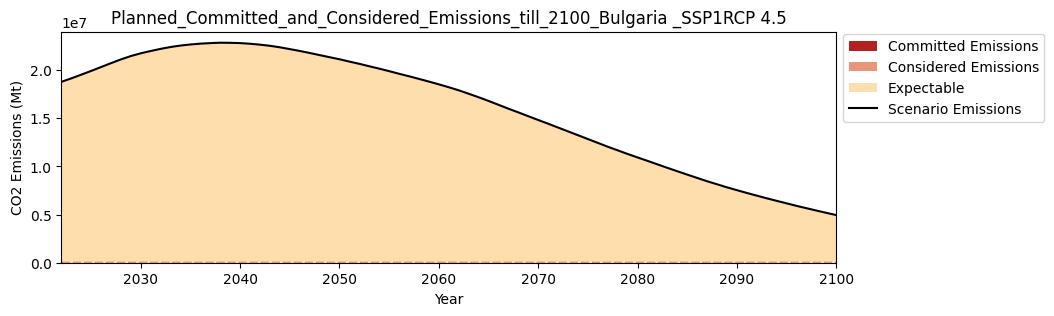 Planned_Committed_and_Considered_Emissions_till_2100_Bulgaria _SSP1RCP 4.5
1e7
2.0
1.5
1.0
0.5
0.0
CO2 Emissions (Mt)
2030 2040 2050 2060 2070 2080 2090 2100
Year
Committed Emissions
Considered Emissions
Expectable
Scenario Emissions